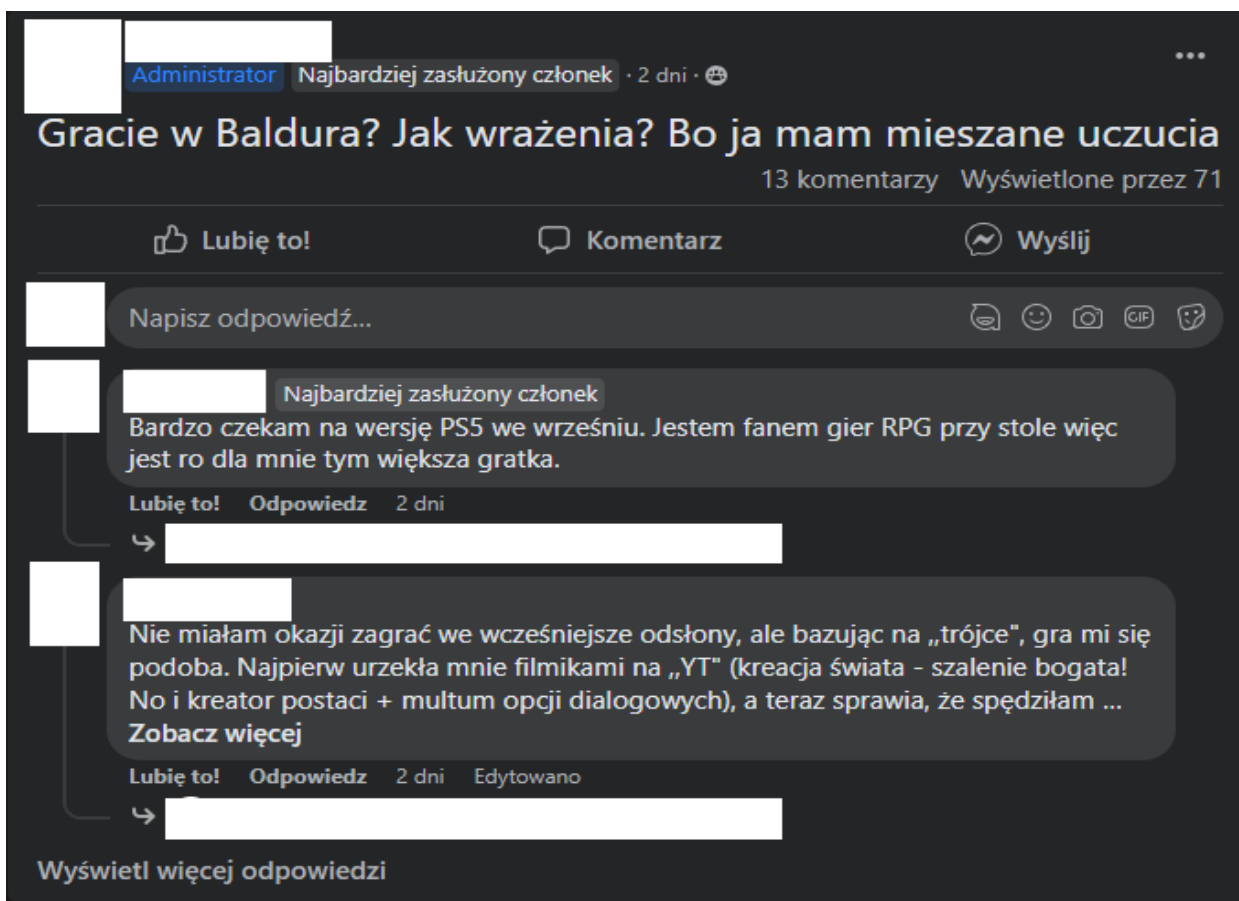 Administrator Najbardziej zasłużony członek · 2 dni ·
Gracie w Baldura? Jak wrażenia? Bo ja mam mieszane uczucia
13 komentarzy Wyświetlone przez 71
Lubię to! Komentarz Wyślij
Napisz odpowiedź... GIF
Najbardziej zasłużony członek
Bardzo czekam na wersję PS5 we wrześniu. Jestem fanem gier RPG przy stole więc
jest ro dla mnie tym większa gratka.
Lubię to! Odpowiedz 2 dni
Nie miałam okazji zagrać we wcześniejsze odsłony, ale bazując na ,,trójce", gra mi się
podoba. Najpierw urzekła mnie filmikami na ,,YT" (kreacja świata - szalenie bogata!
No i kreator postaci + multum opcji dialogowych), a teraz sprawia, że spędziłam ...
Zobacz więcej
Lubię to! Odpowiedz 2 dni Edytowano
Wyświetl więcej odpowiedzi